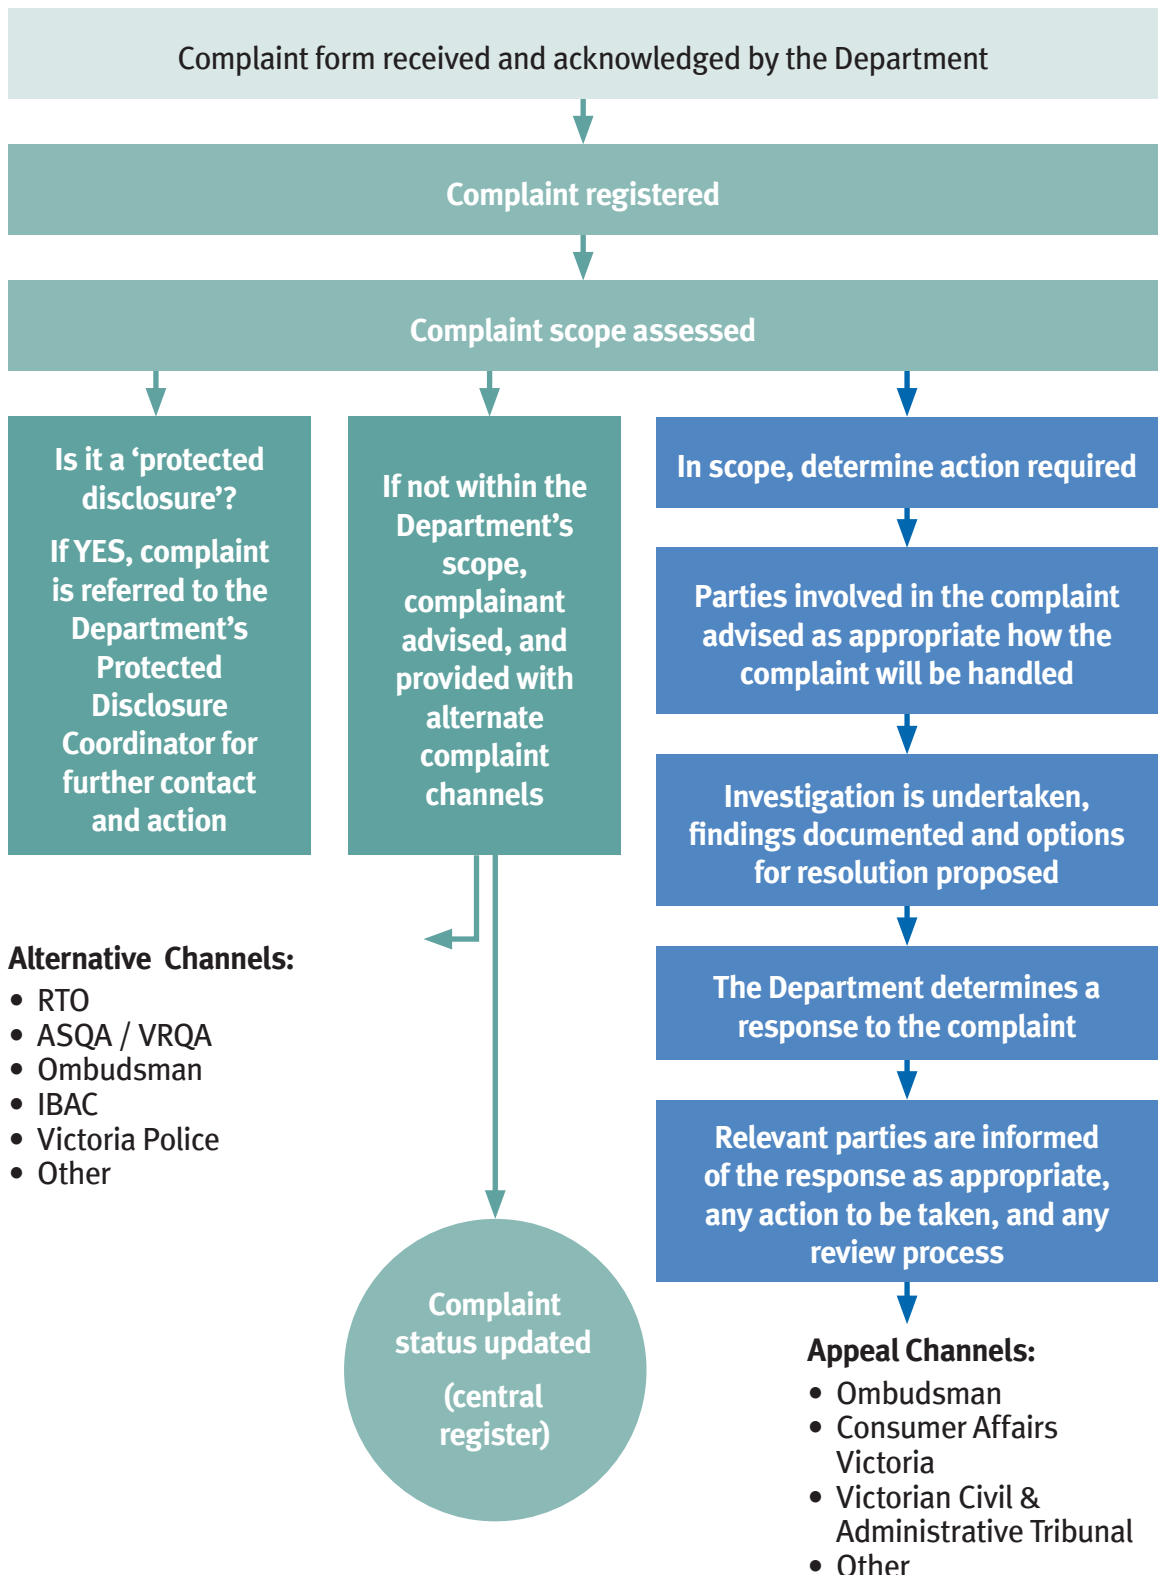 Complaint form received and acknowledged by the Department
Complaint registered
Complaint scope assessed
Is it a ‘protected
disclosure’?
If YES, complaint
is referred to the
Department’s
Protected
Disclosure
Coordinator for
further contact
and action
If not within the
Department’s
scope,
complainant
advised, and
provided with
alternate
complaint
channels
In scope, determine action required
Parties involved in the complaint
advised as appropriate how the
complaint will be handled
Investigation is undertaken,
findings documented and options
for resolution proposed
The Department determines a
response to the complaint
Relevant parties are informed
of the response as appropriate,
any action to be taken, and any
review process
Alternative Channels:
• RTO
• ASQA / VRQA
• Ombudsman
• IBAC
• Victoria Police
• Other
Complaint
status updated
(central
register)
Appeal Channels:
• Ombudsman
• Consumer Affairs
Victoria
• Victorian Civil &
Administrative Tribunal
• Other